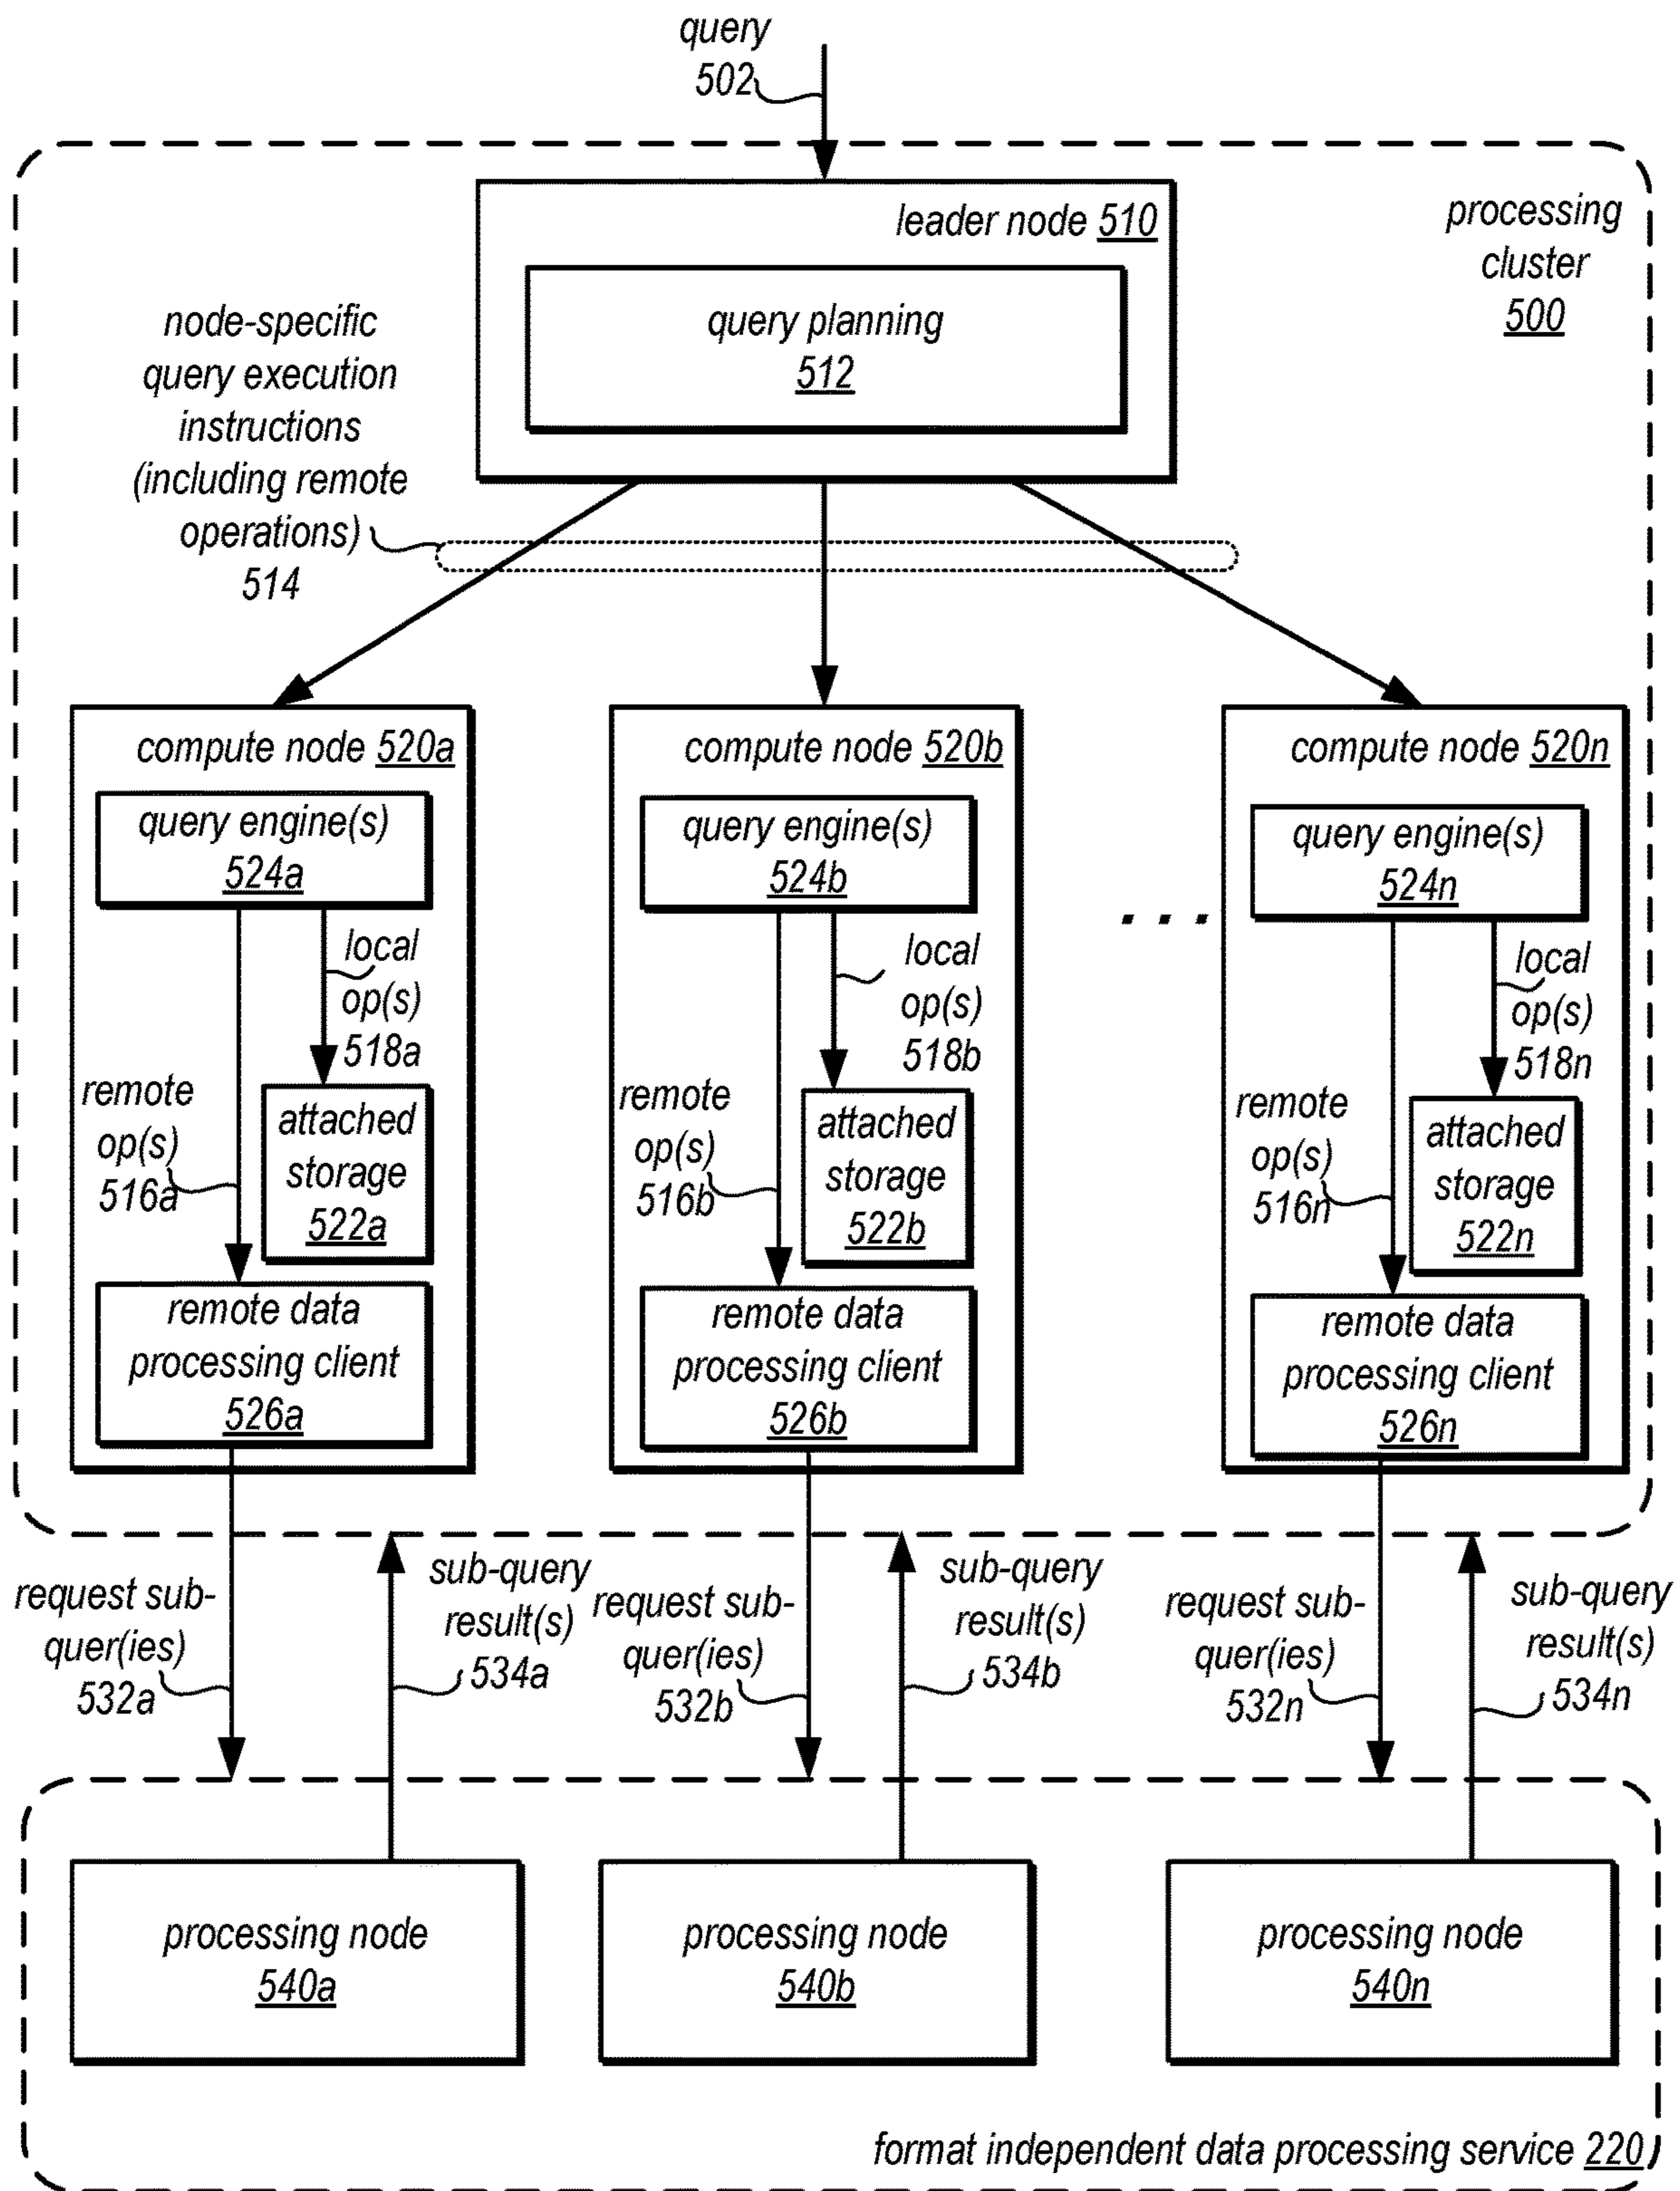 query
502
leader node 510
processing
cluster
500
query planning
512
node-specific
query execution
instructions
(including remote
operations)
514
compute node 520a
query engine(s)
524a
local
op(s)
518a
remote
op(s)
516a
attached
storage
522a
remote data
processing client
526a
compute node 520b
query engine(s)
524b
local
op(s)
518b
remote
op(s)
516b
attached
storage
522b
remote data
processing client
526b
. . .
compute node 520n
query engine(s)
524n
local
op(s)
518n
remote
op(s)
516n
attached
storage
522n
remote data
processing client
526n
request sub-
quer(ies)
532a
sub-query
result(s)
534a
request sub-
quer(ies)
532b
sub-query
result(s)
534b
request sub-
quer(ies)
532n
sub-query
result(s)
534n
processing node
540a
processing node
540b
processing node
540n
format independent data processing service 220